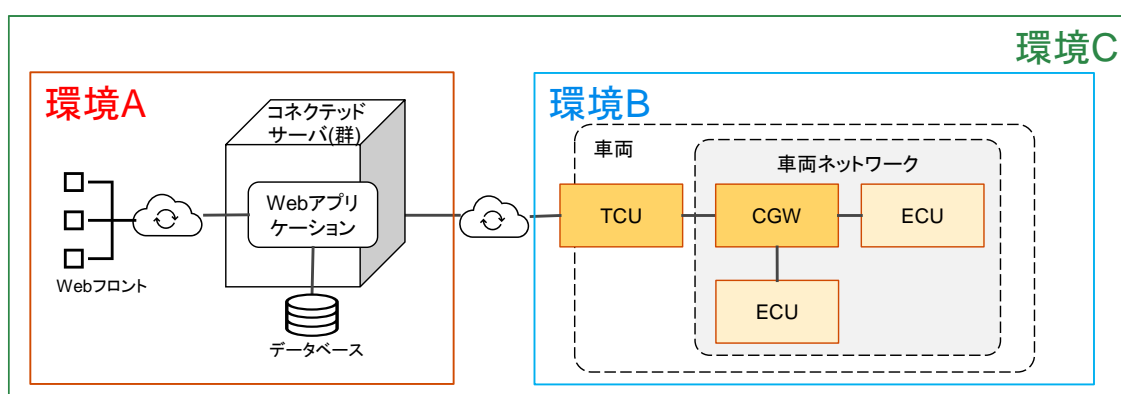 環境C
環境A
コネクテッド
サーバ(群)
Webアプリ
ケーション
Webフロント
データベース
環境B
車両
車両ネットワーク
TCU
CGW
ECU
ECU